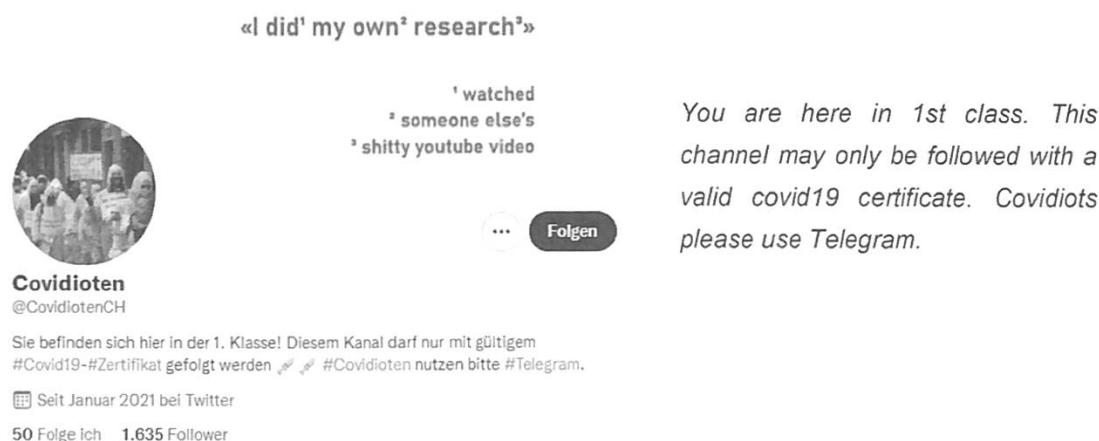 «I did¹ my own² research³»
¹ watched
² someone else's
³ shitty youtube video
Folgen
Covidioten
@CovidiotenCH
Sie befinden sich hier in der 1. Klasse! Diesem Kanal darf nur mit gültigem
#Covid19-#Zertifikat gefolgt werden #Covidioten nutzen bitte #Telegram.
Seit Januar 2021 bei Twitter
50 Folge ich 1.635 Follower
You are here in 1st class. This
channel may only be followed with a
valid covid19 certificate. Covidiots
please use Telegram.